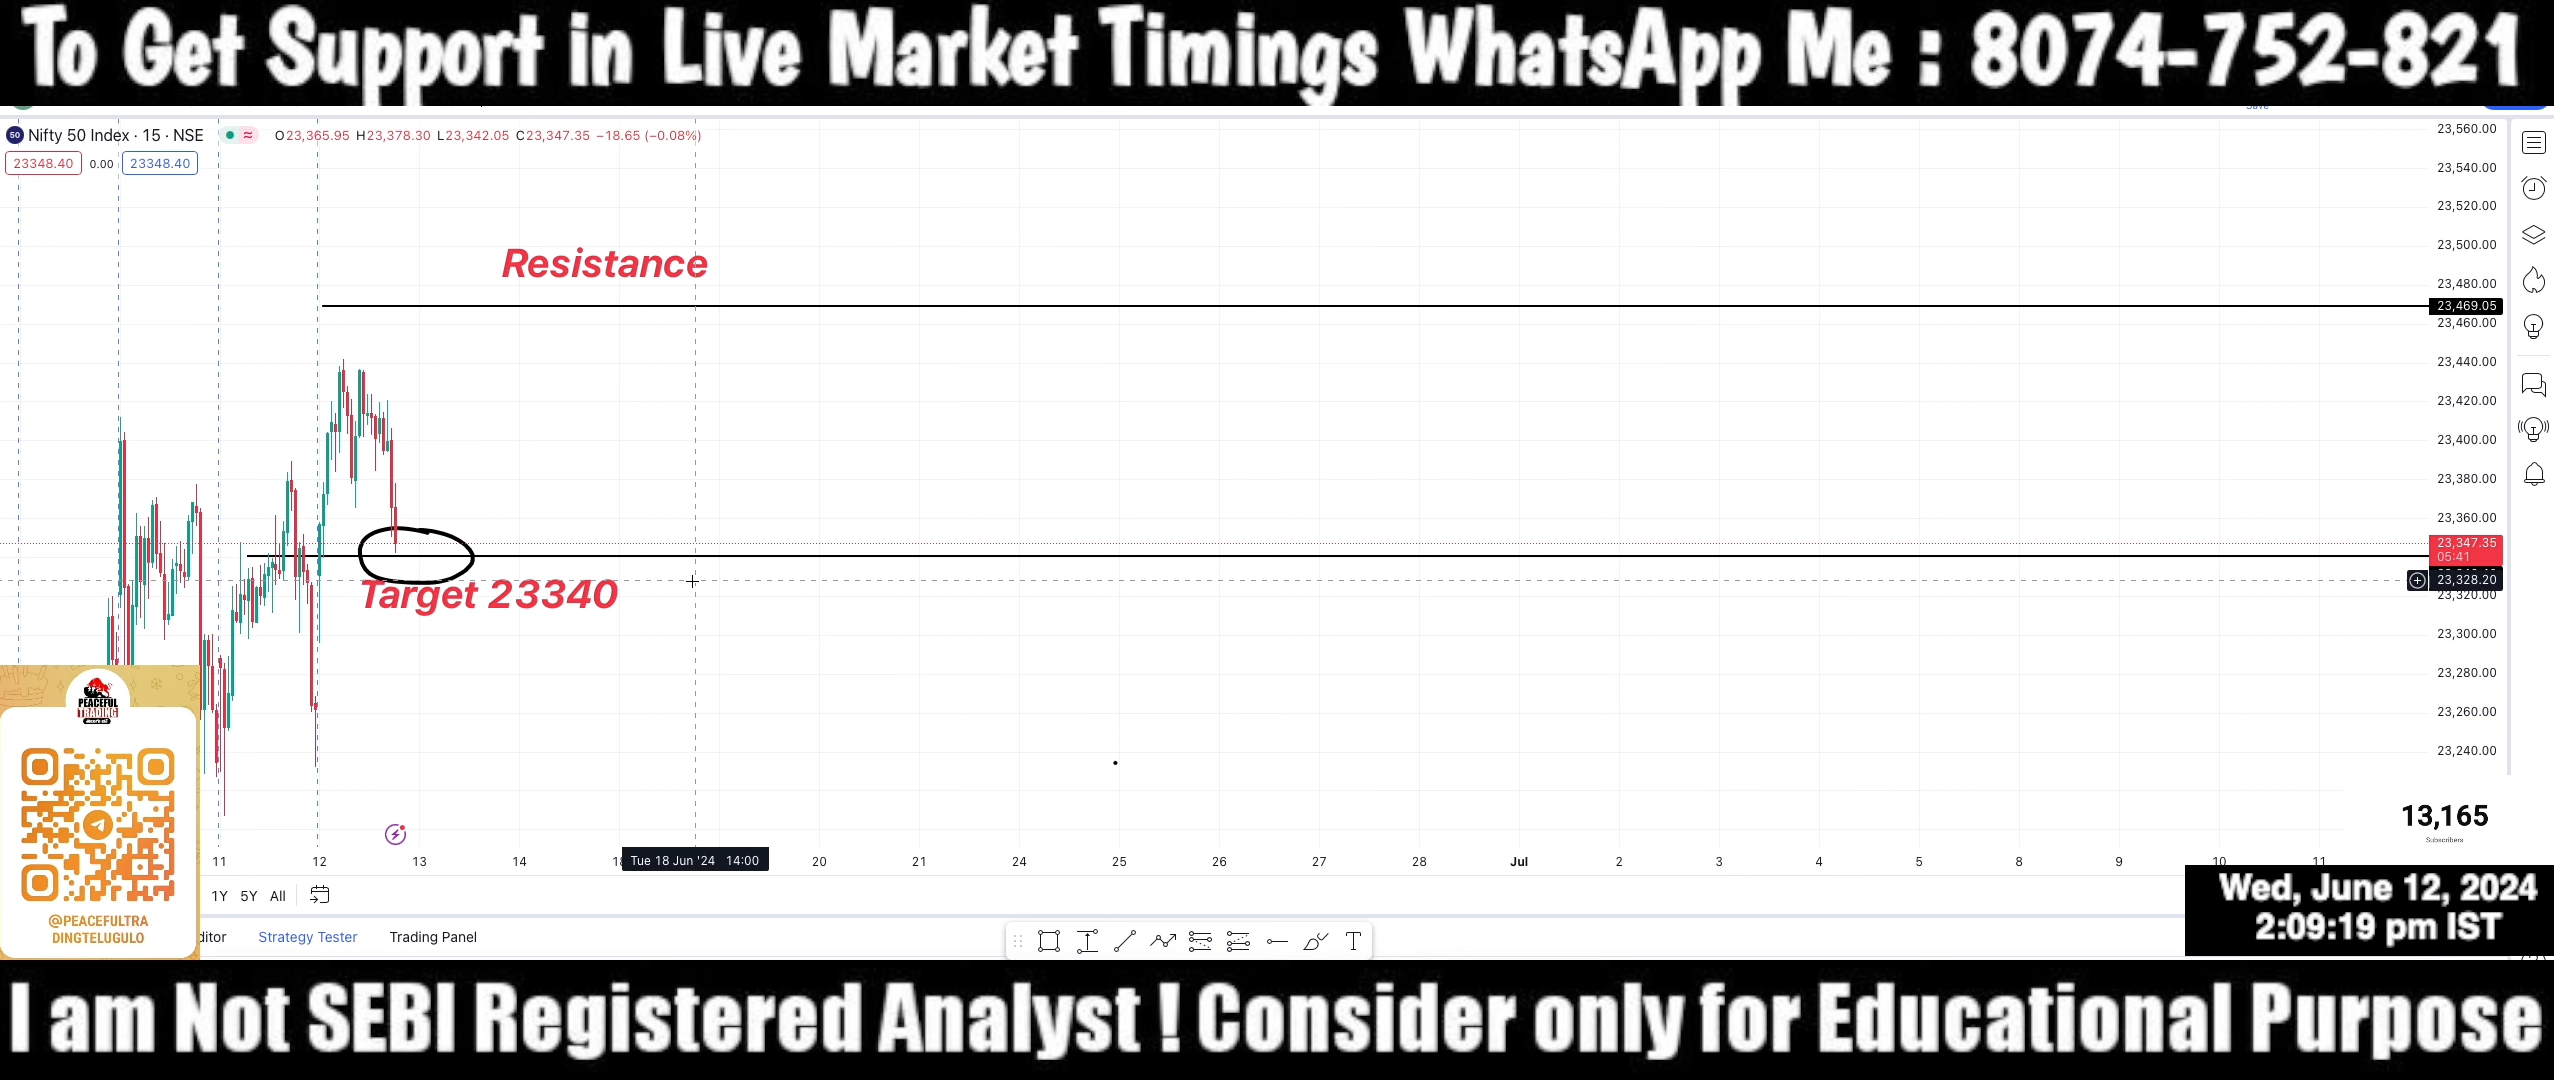 To Get Support in Live Market Timings WhatsApp Me : 8074-752-821
Nifty 50 Index · 15 · NSE O23,365.95 H23,378.30 L23,342.05 C23,347.35 −18.65 (−0.08%)
23348.40 0.00 23348.40
23,560.00
23,540.00
23,520.00
23,500.00
Resistance
23,480.00
23,469.05
23,460.00
23,440.00
23,420.00
23,400.00
23,380.00
23,360.00
23,347.35
05:41
23,328.20
23,320.00
Target 23340
23,300.00
23,280.00
23,260.00
23,240.00
PEACEFUL
TRADING
13,165
Subscribers
11 12 13 14 Tue 18 Jun '24 14:00 20 21 24 25 26 27 28 Jul 2 3 4 5 8 9 10 11
1Y 5Y All
@PEACEFULTRA
DINGTELUGULO
ditor Strategy Tester Trading Panel
Wed, June 12, 2024
2:09:19 pm IST
I am Not SEBI Registered Analyst ! Consider only for Educational Purpose